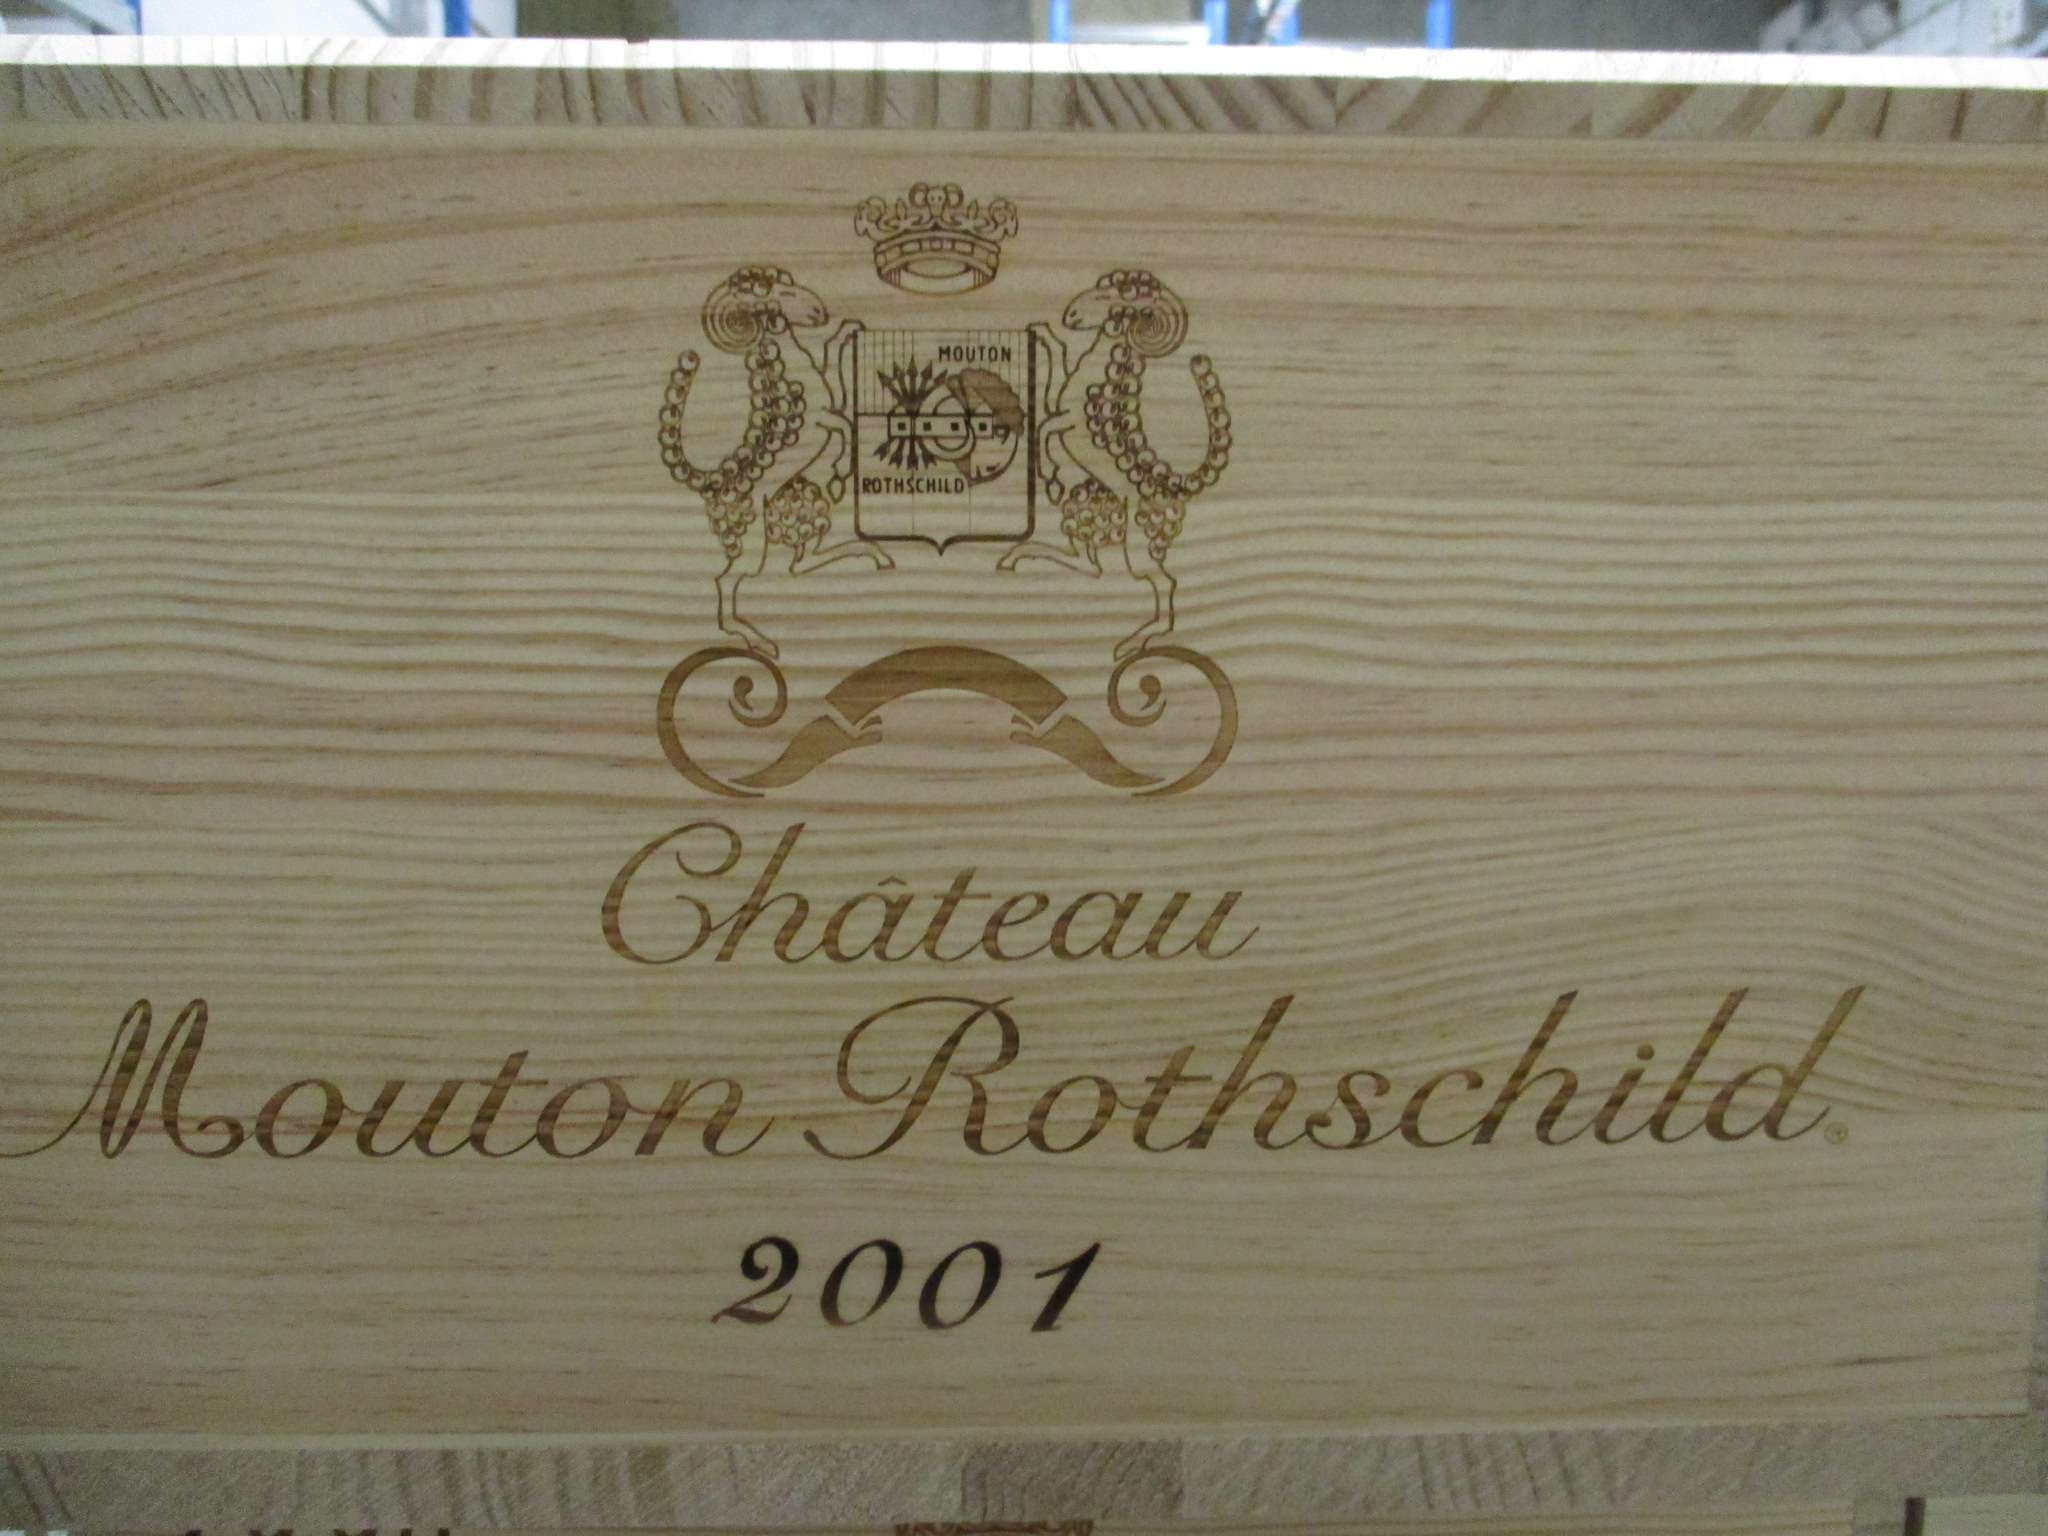 MOUTON
ROTHSCHILD
Château
Mouton Rothschild®
2001